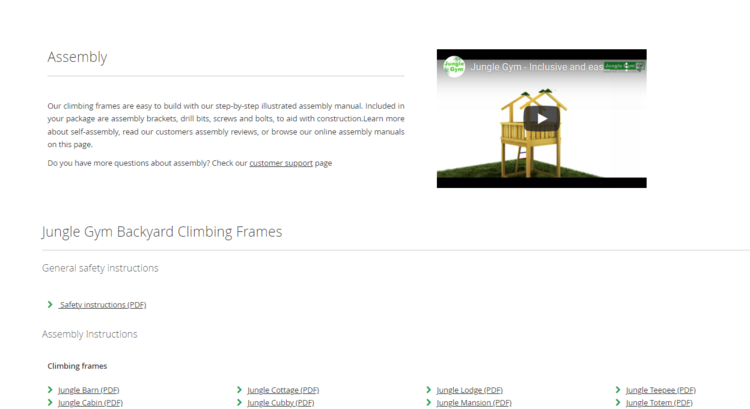 Assembly
Jungle Gym
Jungle Gym - Inclusive and eas
Jungle Gym
Our climbing frames are easy to build with our step-by-step illustrated assembly manual. Included in
your package are assembly brackets, drill bits, screws and bolts, to aid with construction.Learn more
about self-assembly, read our customers assembly reviews, or browse our online assembly manuals
on this page.
Do you have more questions about assembly? Check our customer support page
Jungle Gym Backyard Climbing Frames
General safety instructions
Safety instructions (PDF)
Assembly Instructions
Climbing frames
Jungle Barn (PDF) Jungle Cottage (PDF) Jungle Lodge (PDF) Jungle Teepee (PDF)
Jungle Cabin (PDF) Jungle Cubby (PDF) Jungle Mansion (PDF) Jungle Totem (PDF)